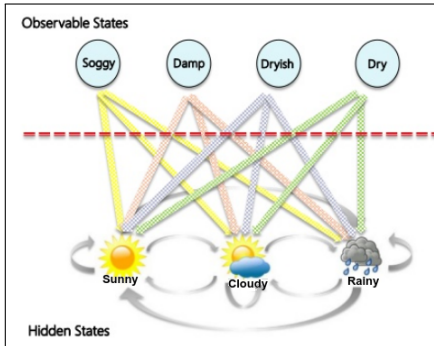 Observable States
Soggy
Damp
Dryish
Dry
Sunny
Cloudy
Rainy
Hidden States